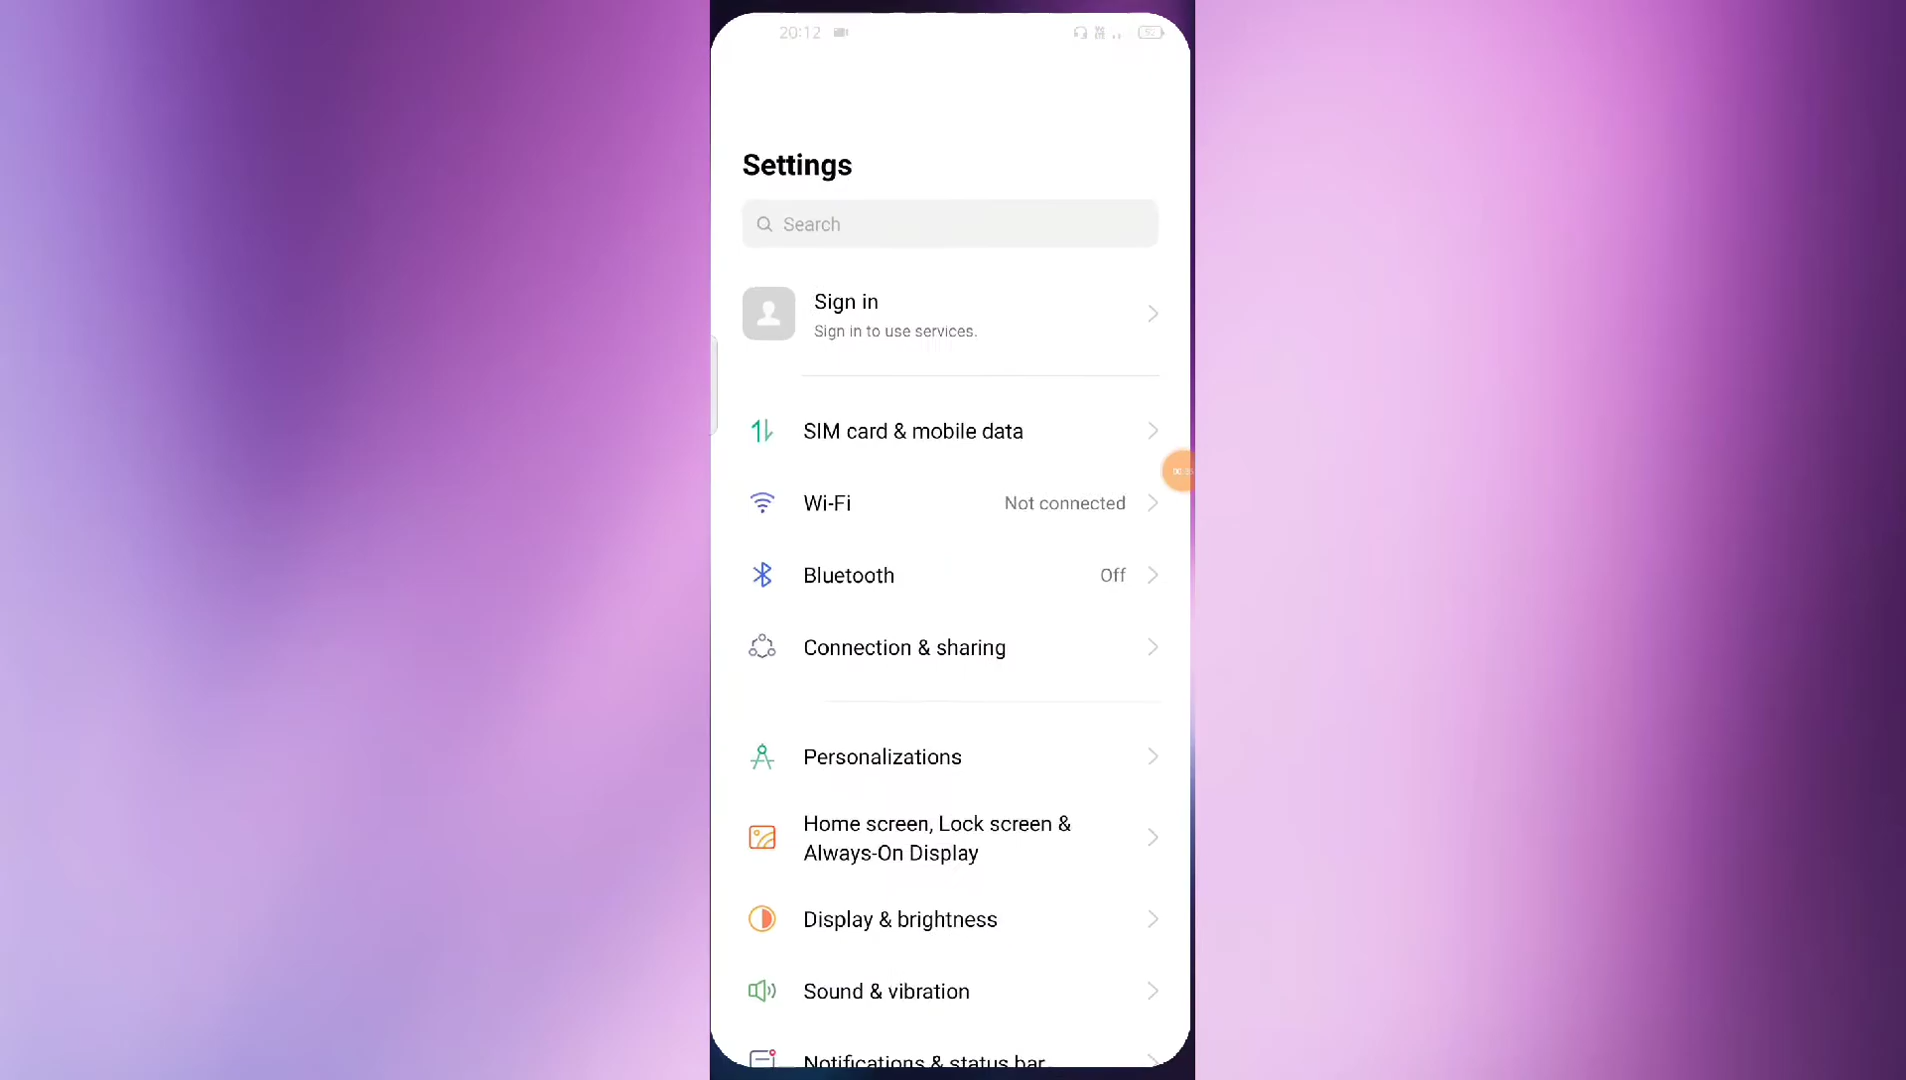 20:12
52
Settings
Search
Sign in
Sign in to use services.
SIM card & mobile data
Wi-Fi
Not connected
Bluetooth
Off
Connection & sharing
Personalizations
Home screen, Lock screen &
Always-On Display
Display & brightness
Sound & vibration
Notifications & status bar